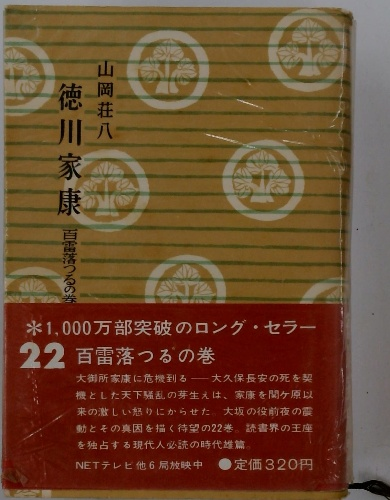 山岡荘八
徳川家康
百雷落つるの巻
*1,000万部突破のロング・セラー
22 百雷落つるの巻
大御所家康に危機到る――大久保長安の死を契
機とした天下騒乱の芽生えは、家康を関ケ原以
来の激しい怒りにからせた。大坂の役前夜の震
動とその真因を描く待望の22巻。読書界の王座
を独占する現代人必読の時代雄篇。
NETテレビ他6局放映中 ●定価320円